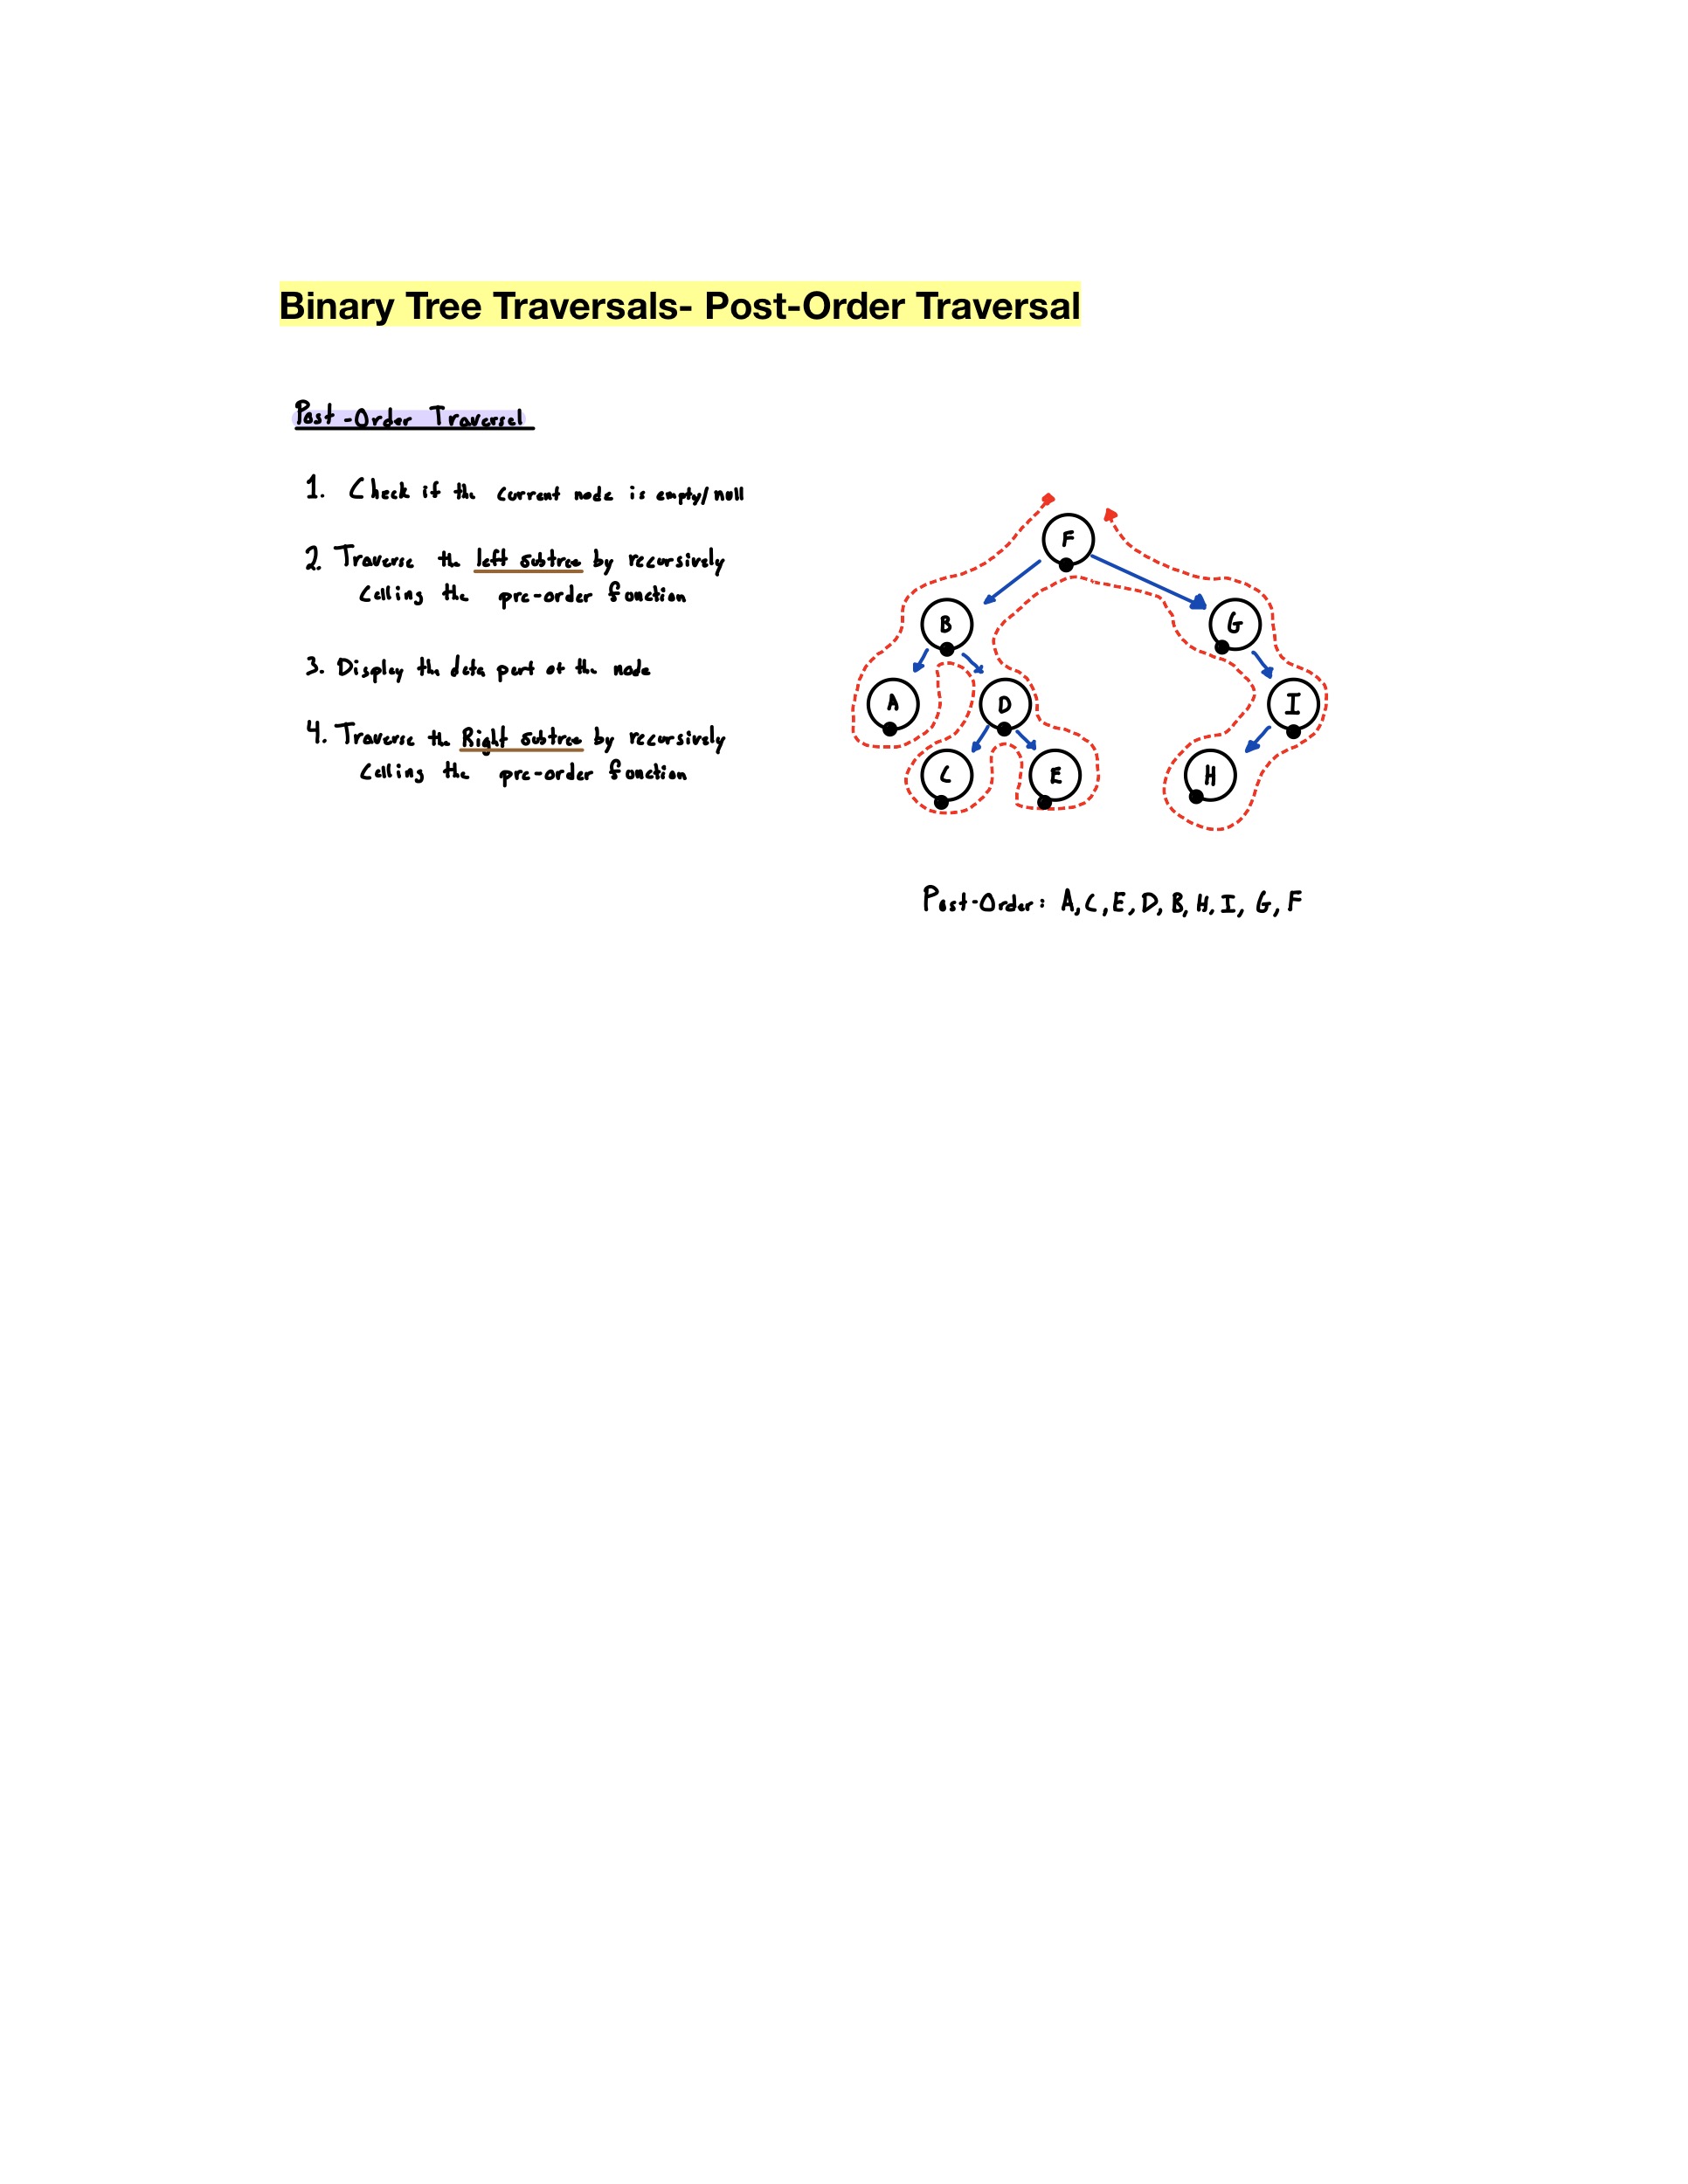 Binary Tree Traversals- Post-Order Traversal
Post-Order Traversal
1. Check if the current node is empty/null
2. Traverse the left subtree by recursively
calling the pre-order function
3. Display the data part of the node
4. Traverse the Right subtree by recursively
calling the pre-order function
F
B
G
A
D
I
C
E
H
Post-Order: A, C, E, D, B, H, I, G, F